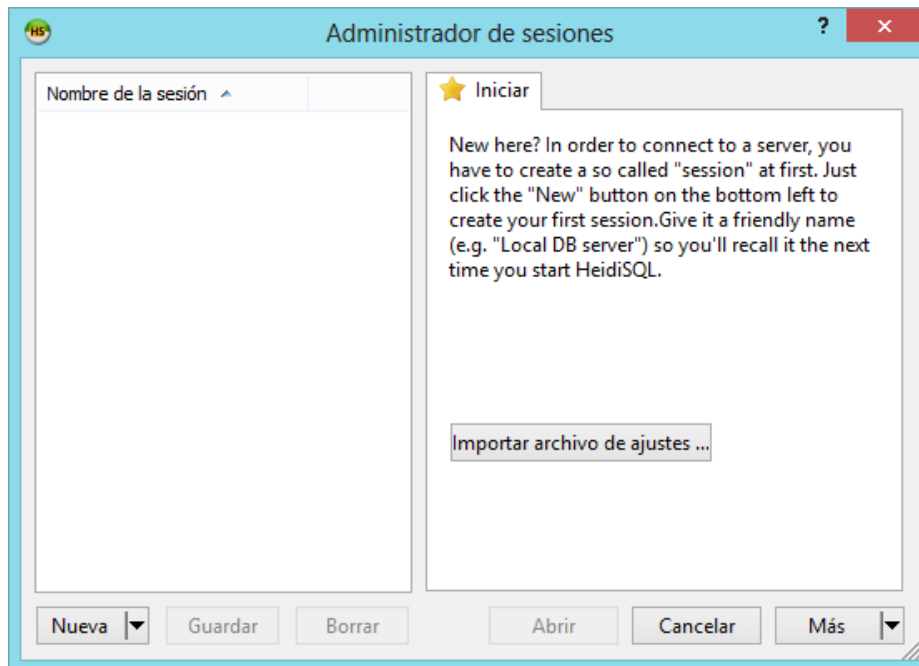 HS
Administrador de sesiones
?
Nombre de la sesión
Iniciar
New here? In order to connect to a server, you
have to create a so called "session" at first. Just
click the "New" button on the bottom left to
create your first session.Give it a friendly name
(e.g. "Local DB server") so you'll recall it the next
time you start HeidiSQL.
Importar archivo de ajustes ...
Nueva
Guardar
Borrar
Abrir
Cancelar
Más